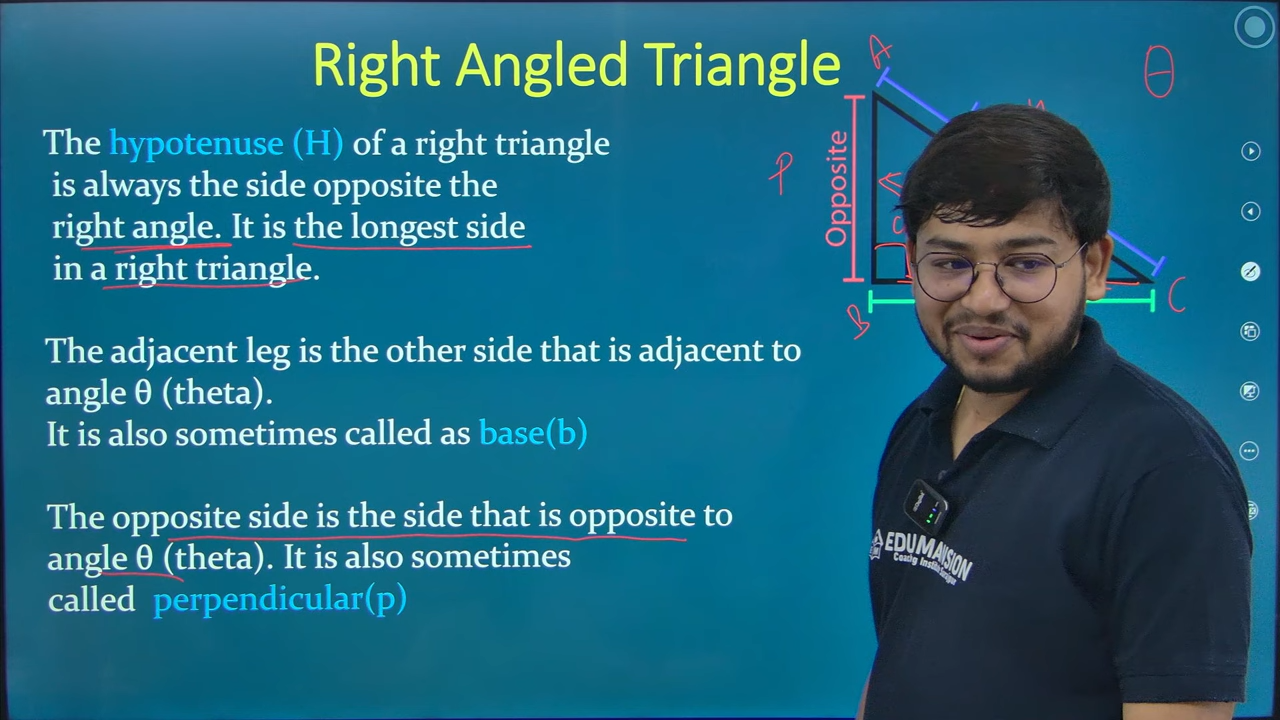 Right Angled Triangle
The hypotenuse (H) of a right triangle
is always the side opposite the
right angle. It is the longest side
in a right triangle.
The adjacent leg is the other side that is adjacent to
angle θ (theta).
It is also sometimes called as base(b)
The opposite side is the side that is opposite to
angle θ (theta). It is also sometimes
called perpendicular(p)
A
θ
P
Opposite
B
C
EDUMANSION